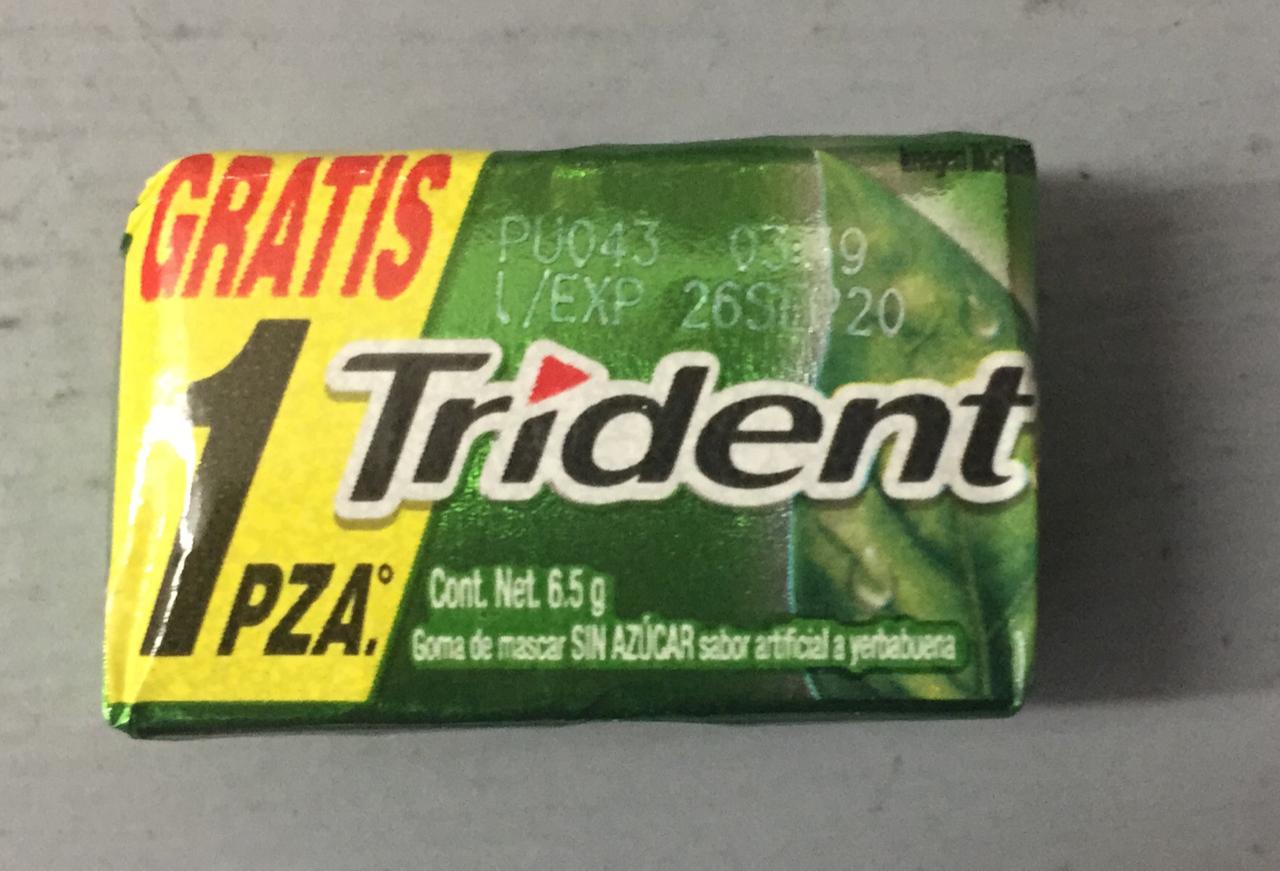 GRATIS
1
PZA.°
PU043
EXP
Trident
Cont. Net. 6.5 g
Goma de mascar SIN AZÚCAR sabor artificial a yerbabuena